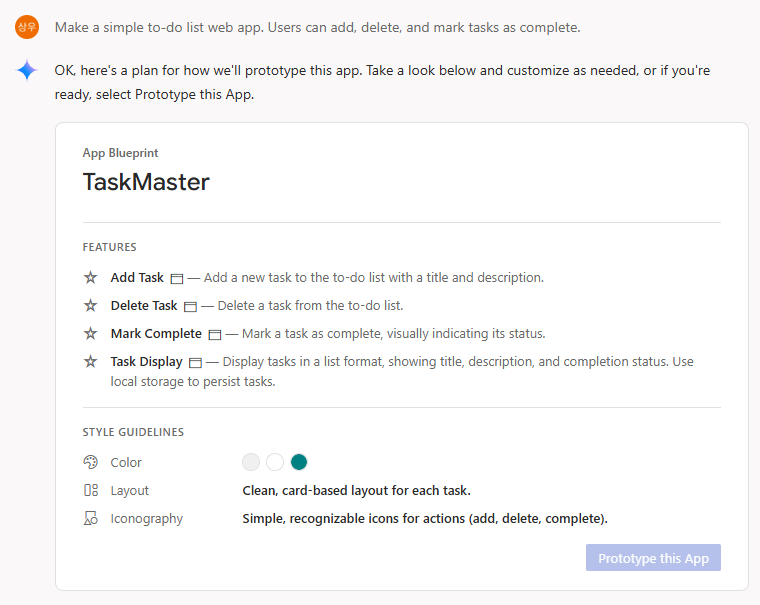 상우
Make a simple to-do list web app. Users can add, delete, and mark tasks as complete.
OK, here's a plan for how we'll prototype this app. Take a look below and customize as needed, or if you're
ready, select Prototype this App.
App Blueprint
TaskMaster
FEATURES
Add Task — Add a new task to the to-do list with a title and description.
Delete Task — Delete a task from the to-do list.
Mark Complete — Mark a task as complete, visually indicating its status.
Task Display — Display tasks in a list format, showing title, description, and completion status. Use
local storage to persist tasks.
STYLE GUIDELINES
Color
Layout Clean, card-based layout for each task.
Iconography Simple, recognizable icons for actions (add, delete, complete).
Prototype this App